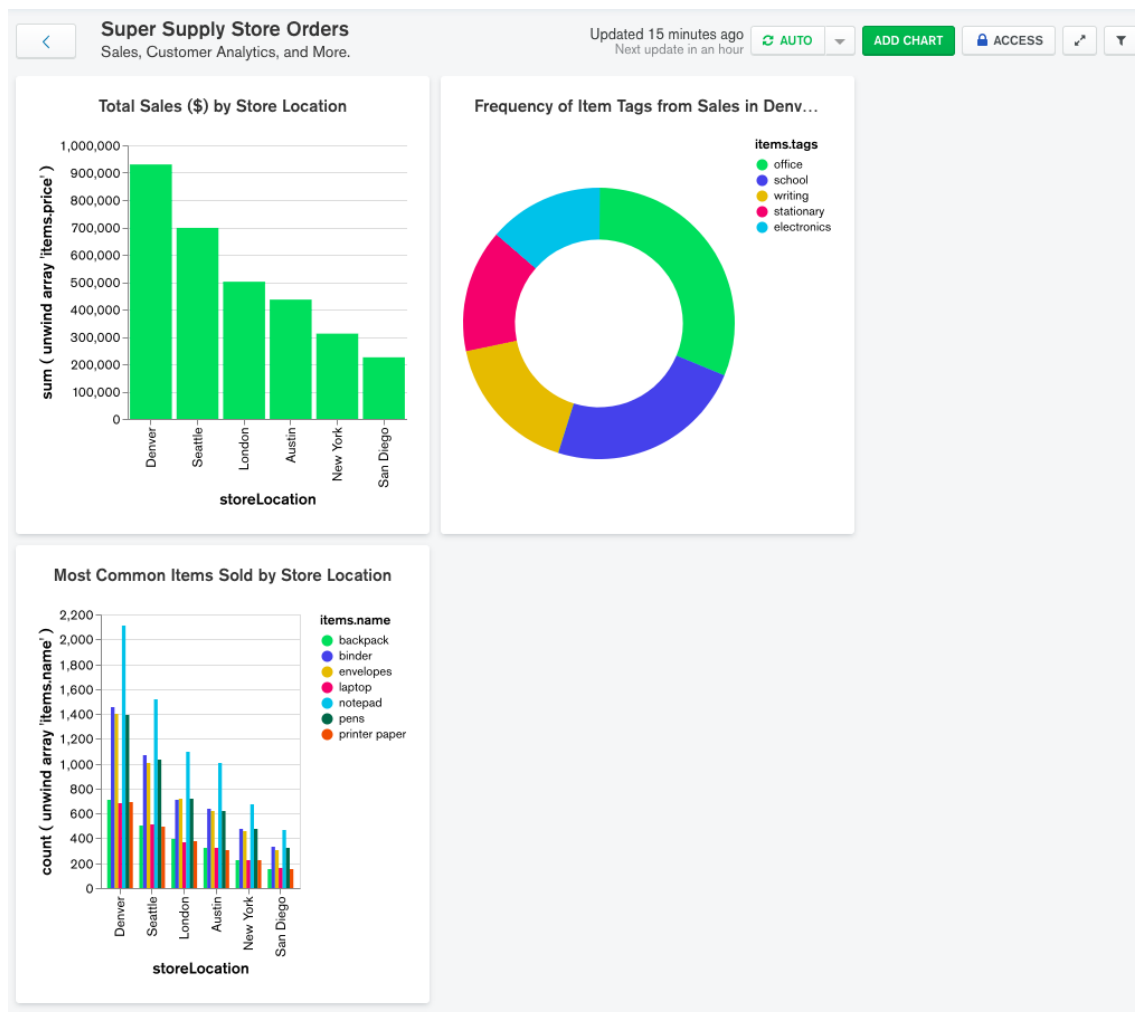 Super Supply Store Orders
Sales, Customer Analytics, and More.
Updated 15 minutes ago
Next update in an hour
AUTO
ADD CHART
ACCESS
Total Sales ($) by Store Location
sum ( unwind array 'items.price' )
1,000,000
900,000
800,000
700,000
600,000
500,000
400,000
300,000
200,000
100,000
0
Denver
Seattle
London
Austin
New York
San Diego
storeLocation
Frequency of Item Tags from Sales in Denv...
items.tags
office
school
writing
stationary
electronics
Most Common Items Sold by Store Location
count ( unwind array 'items.name' )
2,200
2,000
1,800
1,600
1,400
1,200
1,000
800
600
400
200
0
Denver
Seattle
London
Austin
New York
San Diego
storeLocation
items.name
backpack
binder
envelopes
laptop
notepad
pens
printer paper